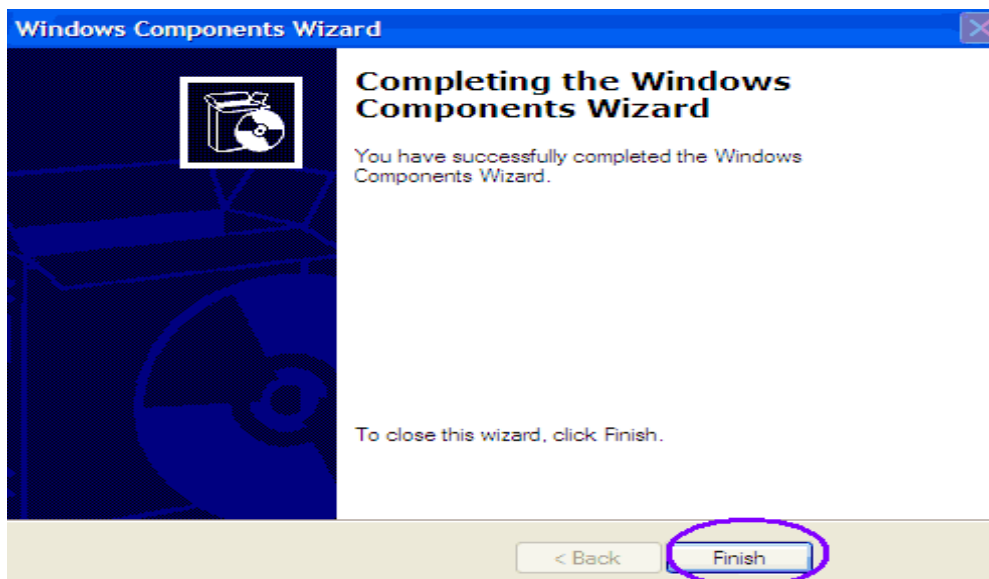 Windows Components Wizard
Completing the Windows
Components Wizard
You have successfully completed the Windows
Components Wizard.
To close this wizard, click Finish.
< Back
Finish